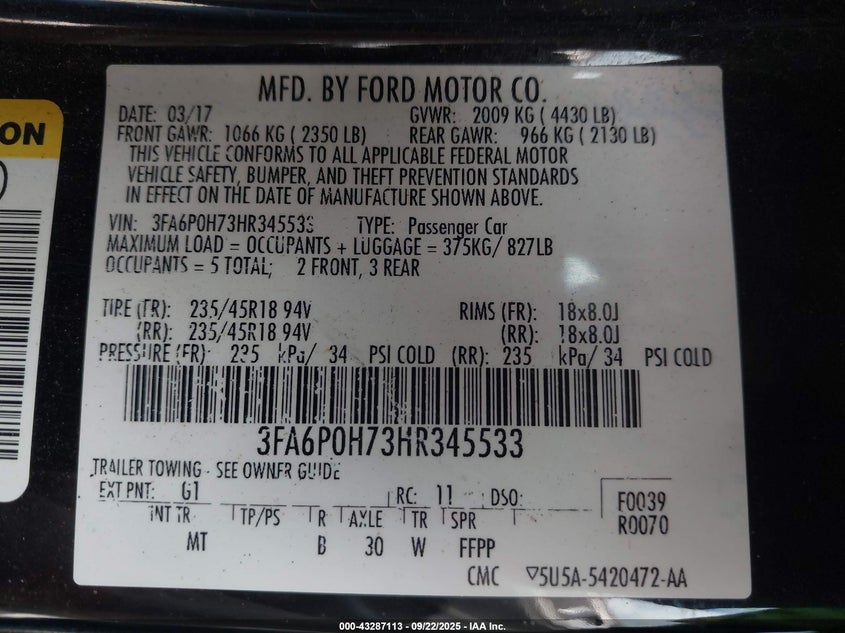 MFD. BY FORD MOTOR CO.
DATE: 03/17 GVWR: 2009 KG ( 4430 LB)
FRONT GAWR: 1066 KG ( 2350 LB) REAR GAWR: 966 KG ( 2130 LB)
THIS VEHICLE CONFORMS TO ALL APPLICABLE FEDERAL MOTOR
VEHICLE SAFETY, BUMPER, AND THEFT PREVENTION STANDARDS
IN EFFECT ON THE DATE OF MANUFACTURE SHOWN ABOVE.
VIN: 3FA6P0H73HR345533 TYPE: Passenger Car
MAXIMUM LOAD = OCCUPANTS + LUGGAGE = 375KG/ 827LB
OCCUPANTS = 5 TOTAL; 2 FRONT, 3 REAR
TIRE (FR): 235/45R18 94V RIMS (FR): 18x8.0J
(RR): 235/45R18 94V (RR): 18x8.0J
PRESSURE (FR): 235 kPa/ 34 PSI COLD (RR): 235 kPa/ 34 PSI COLD
3FA6P0H73HR345533
TRAILER TOWING - SEE OWNER GUIDE
EXT PNT: G1 RC: 11 DSO: F0039
INT TR TP/PS R AXLE TR SPR R0070
MT B 30 W FFPP
CMC ▽5U5A-5420472-AA
ON
000-43287113 - 09/22/2025 - IAA Inc.